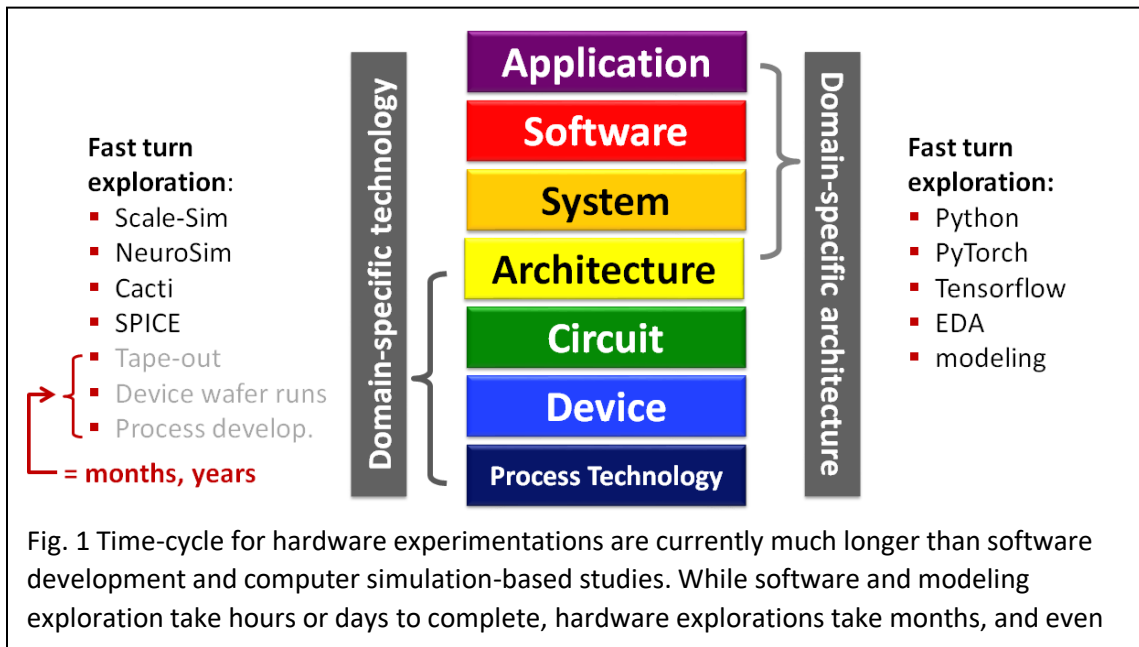 Application
Software
System
Architecture
Circuit
Device
Process Technology
Domain-specific technology
Domain-specific architecture
Fast turn
exploration:
▪ Scale-Sim
▪ NeuroSim
▪ Cacti
▪ SPICE
▪ Tape-out
▪ Device wafer runs
▪ Process develop.
= months, years
Fast turn
exploration:
▪ Python
▪ PyTorch
▪ Tensorflow
▪ EDA
▪ modeling
Fig. 1 Time-cycle for hardware experimentations are currently much longer than software
development and computer simulation-based studies. While software and modeling
exploration take hours or days to complete, hardware explorations take months, and even